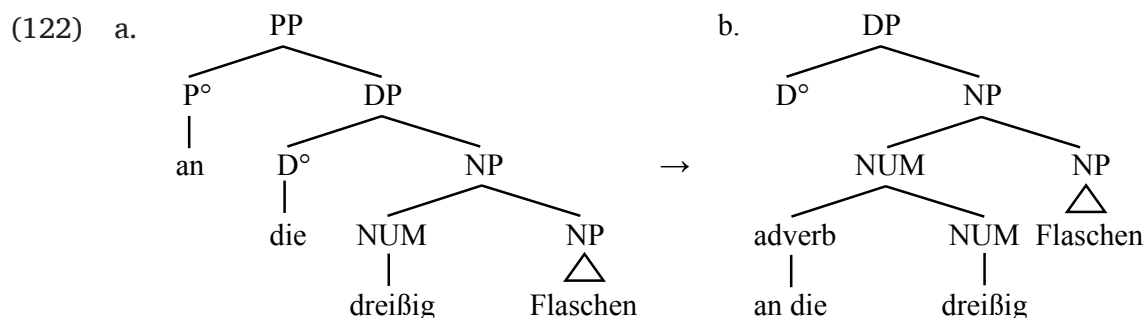 (122) a. PP b. DP
P° DP D° NP
an D° NP → NUM NP
die NUM NP adverb NUM Flaschen
dreißig Flaschen an die dreißig